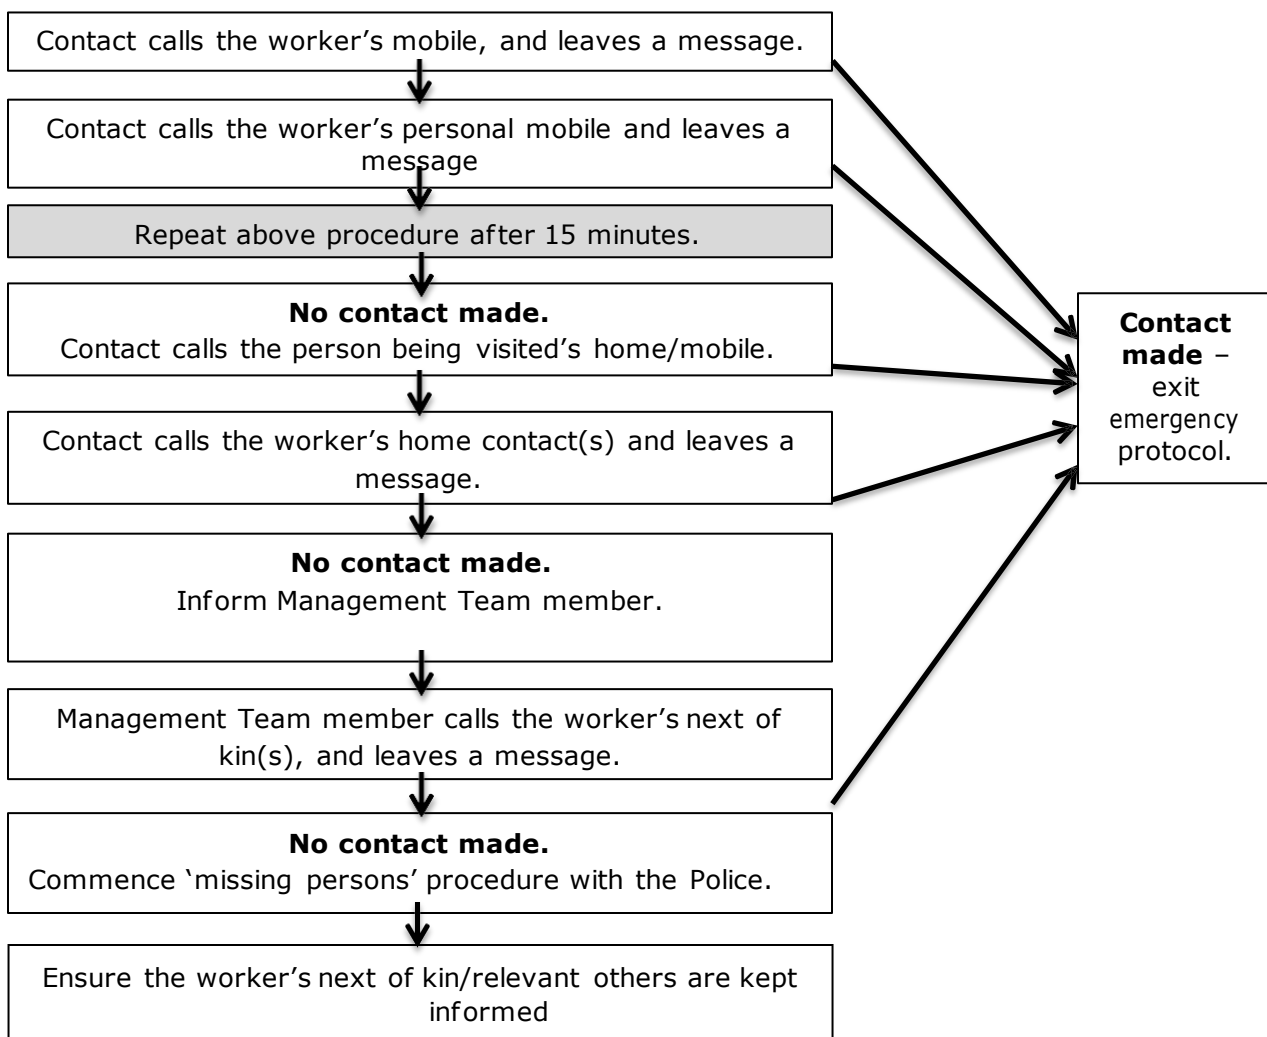 Contact calls the worker’s mobile, and leaves a message.
Contact calls the worker’s personal mobile and leaves a
message
Repeat above procedure after 15 minutes.
No contact made.
Contact calls the person being visited’s home/mobile.
Contact calls the worker’s home contact(s) and leaves a
message.
No contact made.
Inform Management Team member.
Management Team member calls the worker’s next of
kin(s), and leaves a message.
No contact made.
Commence ‘missing persons’ procedure with the Police.
Ensure the worker’s next of kin/relevant others are kept
informed
Contact
made –
exit
emergency
protocol.